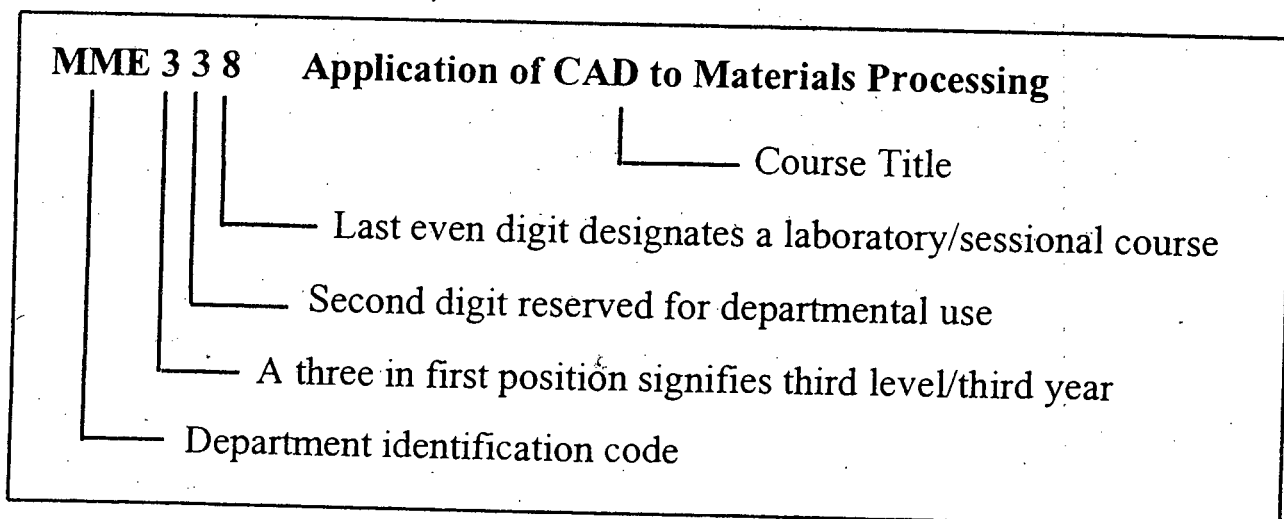 MME 3 3 8 Application of CAD to Materials Processing
Course Title
Last even digit designates a laboratory/sessional course
Second digit reserved for departmental use
A three in first position signifies third level/third year
Department identification code